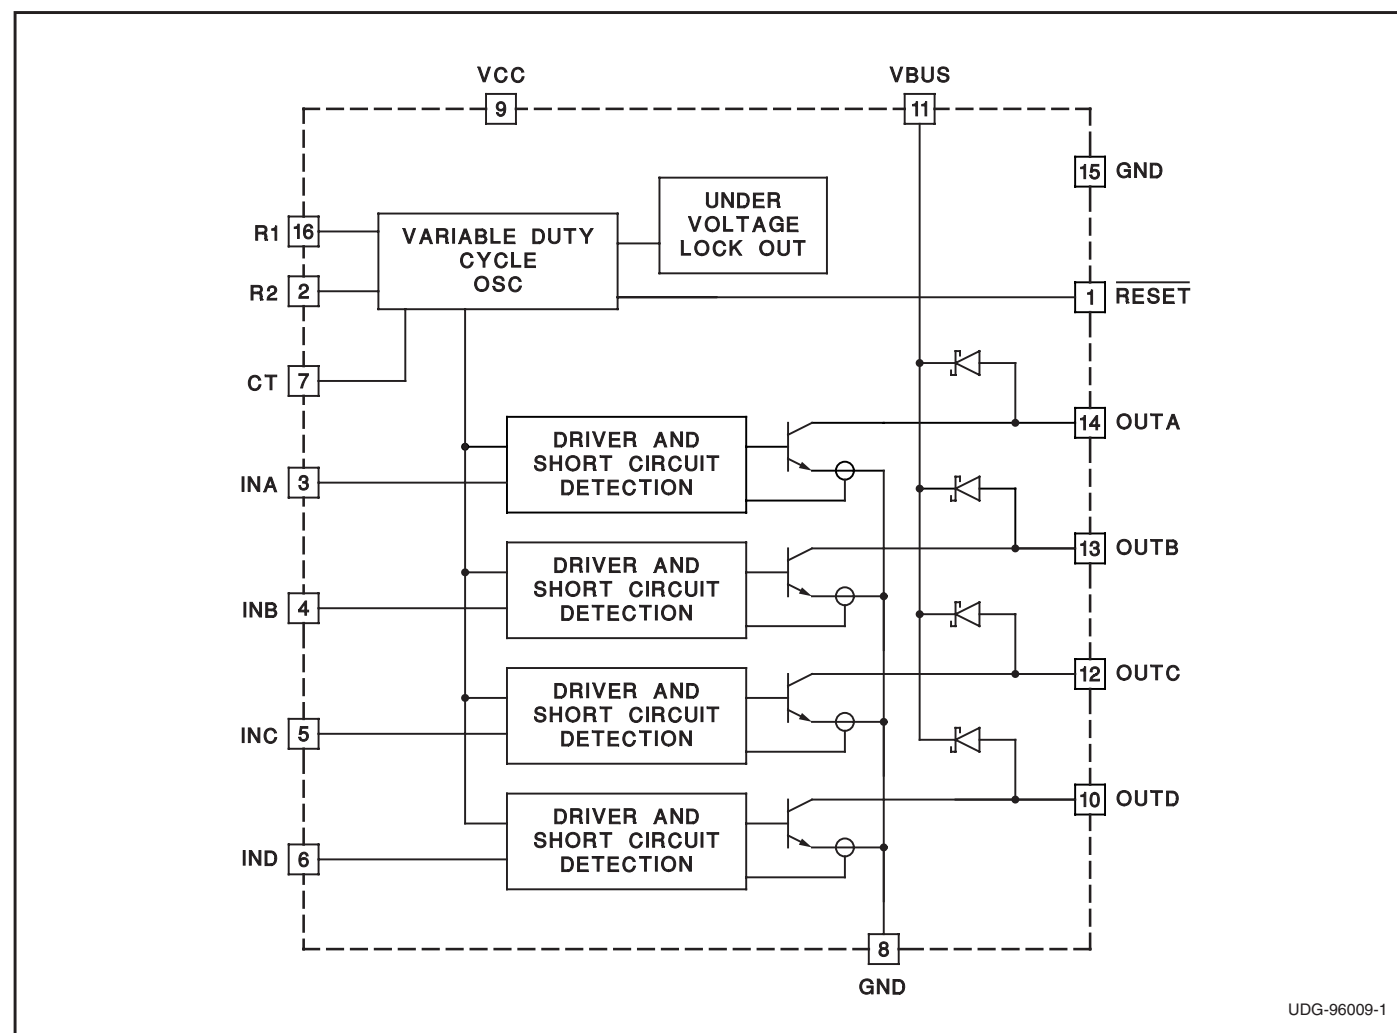 VCC
VBUS
9
11
15 GND
UNDER
VOLTAGE
LOCK OUT
R1 16
VARIABLE DUTY
CYCLE
OSC
R2 2
1 RESET
CT 7
14 OUTA
DRIVER AND
SHORT CIRCUIT
DETECTION
INA 3
13 OUTB
DRIVER AND
SHORT CIRCUIT
DETECTION
INB 4
12 OUTC
DRIVER AND
SHORT CIRCUIT
DETECTION
INC 5
10 OUTD
DRIVER AND
SHORT CIRCUIT
DETECTION
IND 6
8
GND
UDG-96009-1